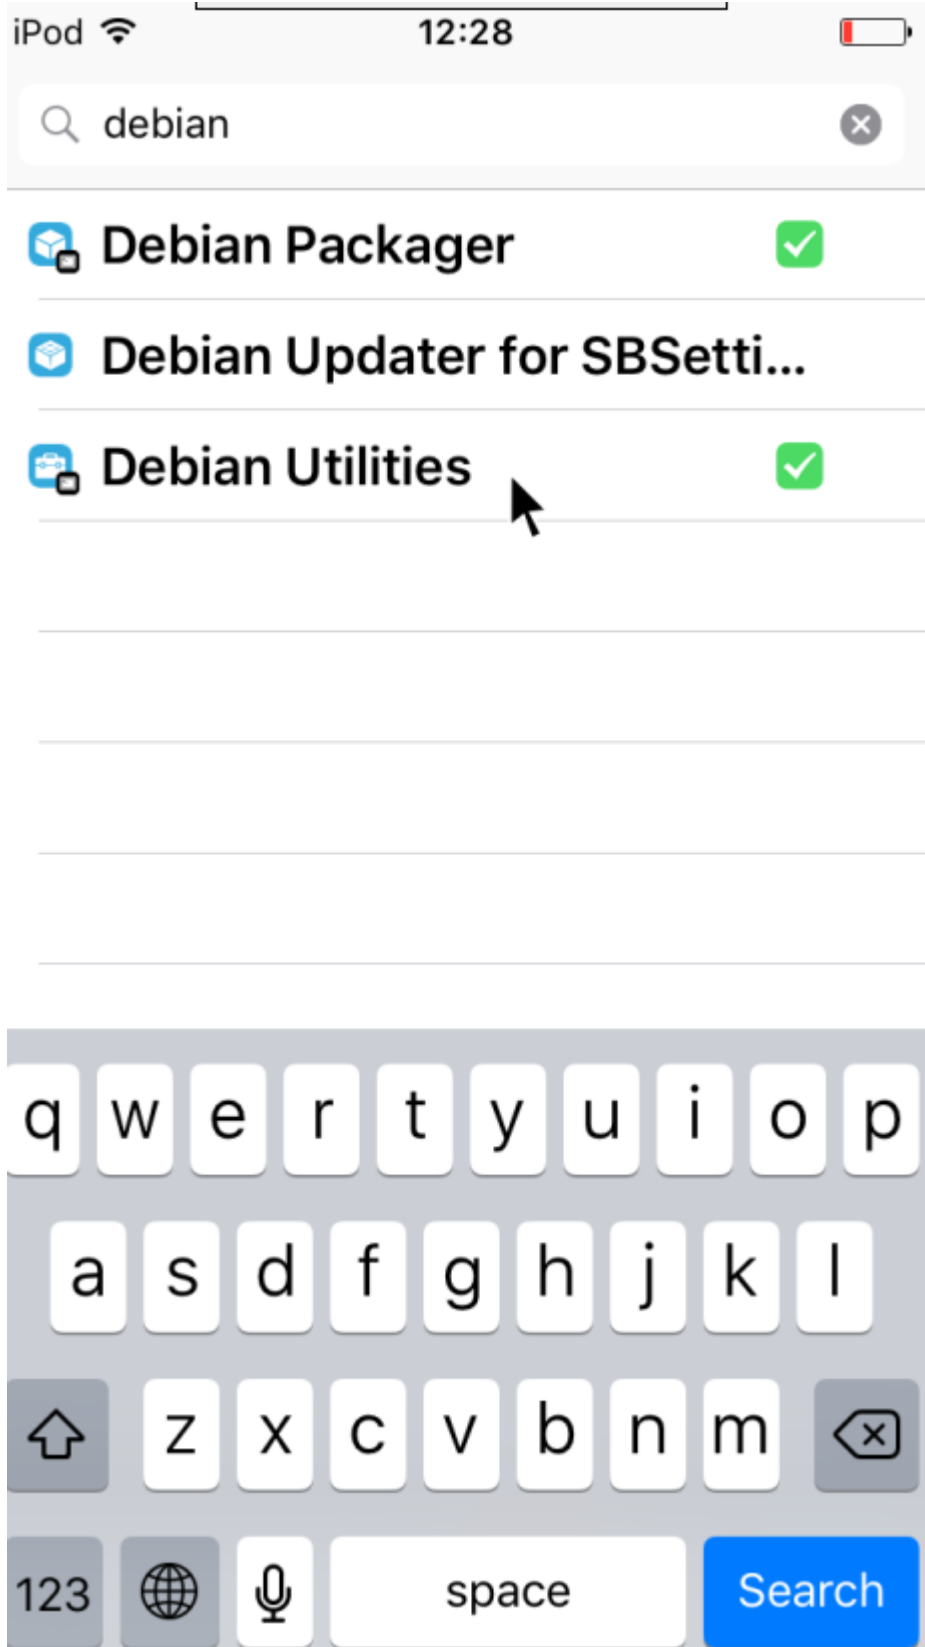 iPod 12:28
debian
Debian Packager
Debian Updater for SBSetti...
Debian Utilities
q w e r t y u i o p
a s d f g h j k l
z x c v b n m
123 space Search